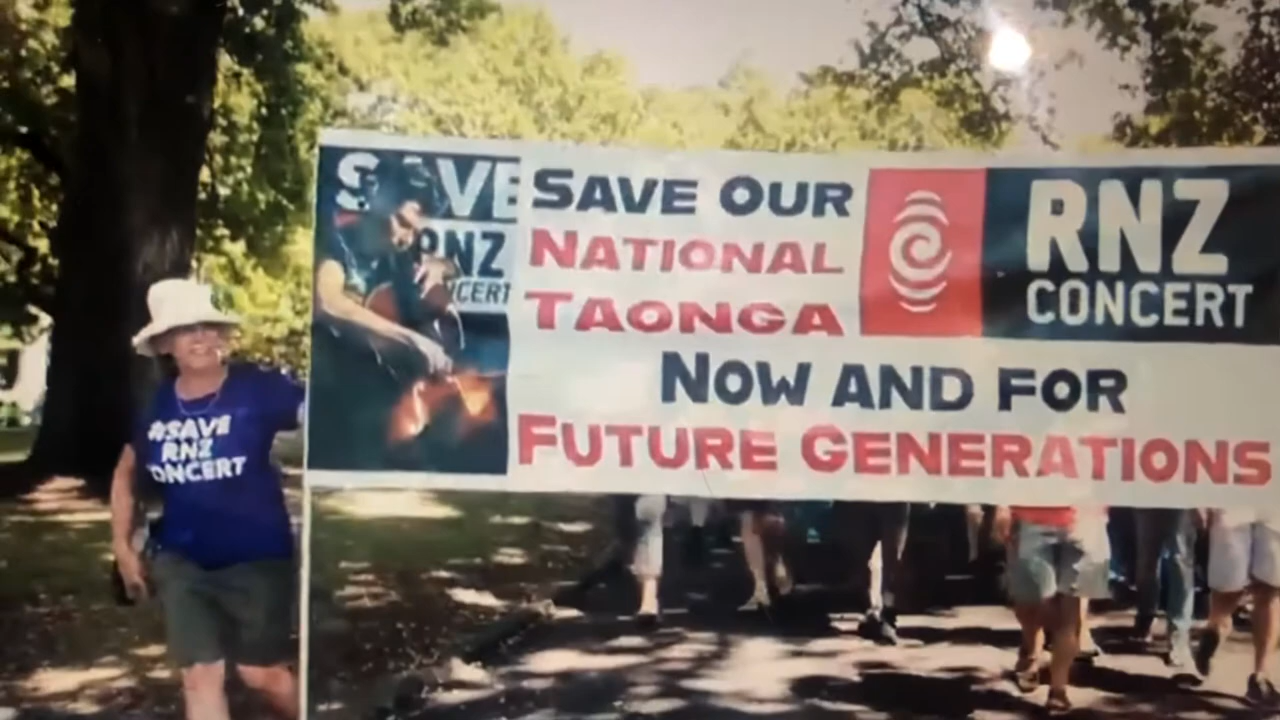 SAVE
RNZ
CONCERT
SAVE OUR
NATIONAL
TAONGA
NOW AND FOR
FUTURE GENERATIONS
RNZ
CONCERT
#SAVE
RNZ
CONCERT